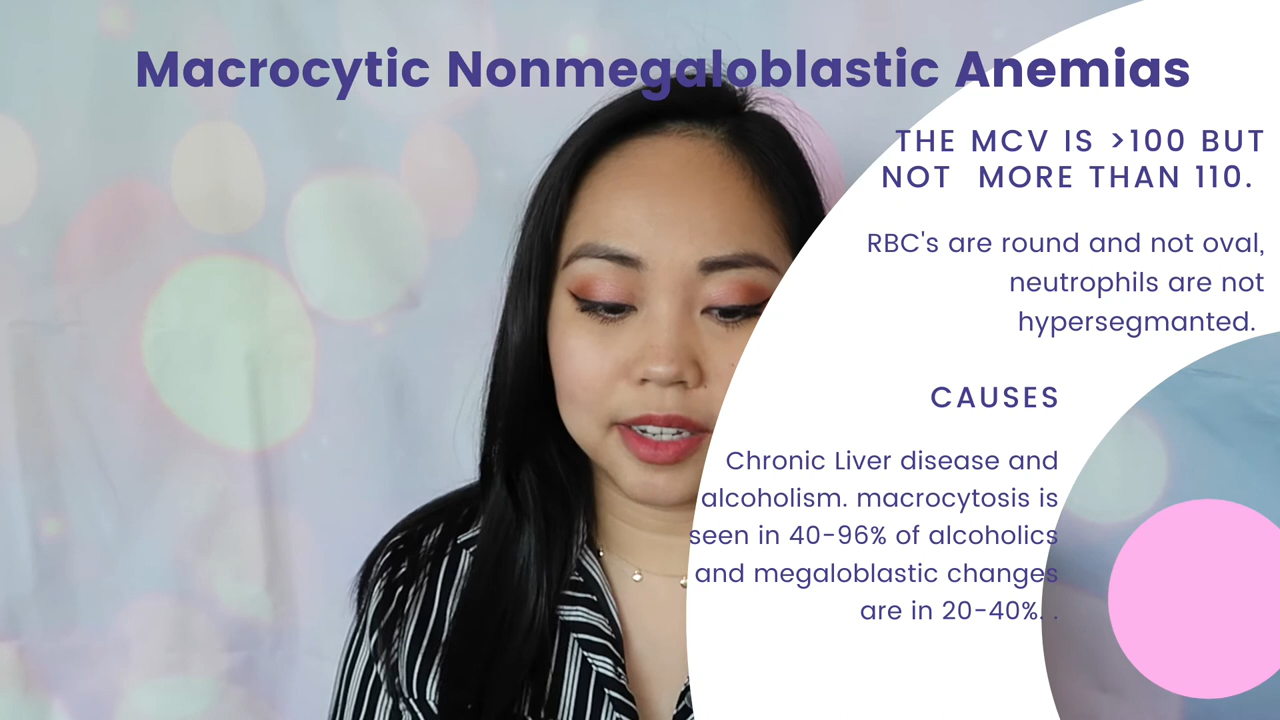 Macrocytic Nonmegaloblastic Anemias
THE MCV IS >100 BUT
NOT MORE THAN 110.
RBC's are round and not oval,
neutrophils are not
hypersegmanted.
CAUSES
Chronic Liver disease and
alcoholism. macrocytosis is
seen in 40-96% of alcoholics
and megaloblastic changes
are in 20-40%. .